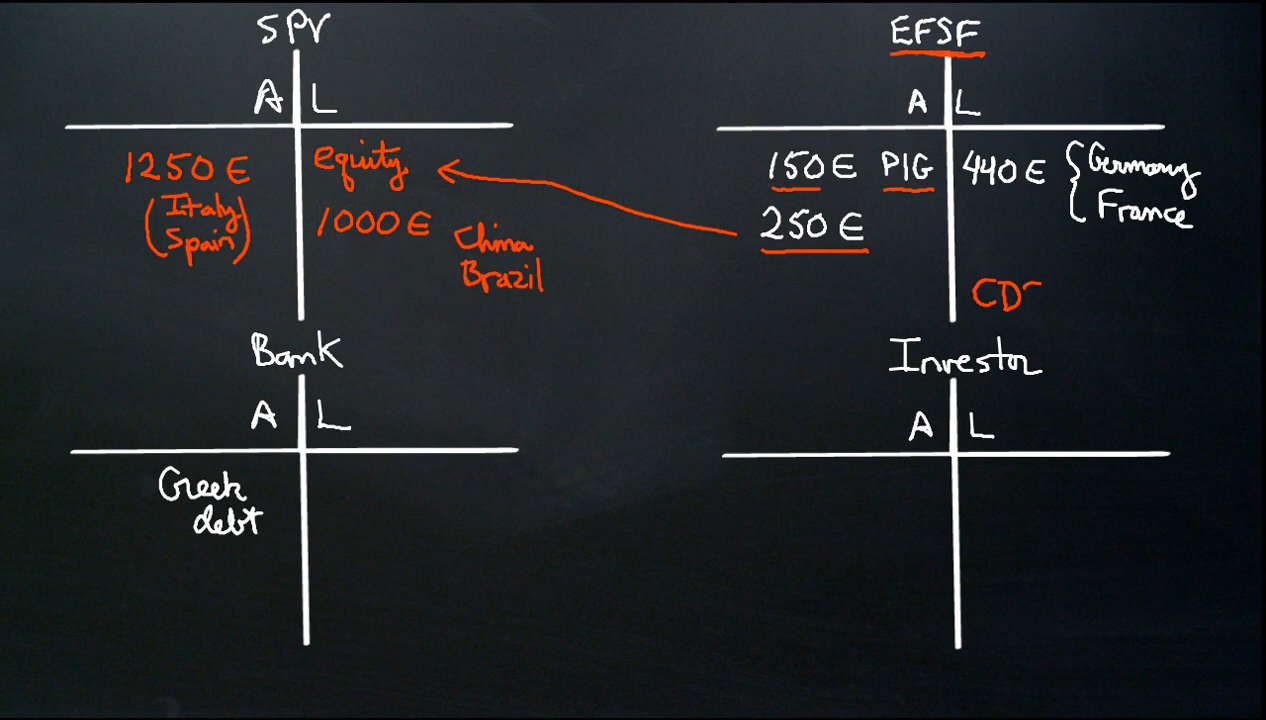 SPV
A L
1250 E equity
(Italy
Spain) 1000 E China
Brazil
EFSF
A L
150 E PIG 440 E { Germany
250 E France
CD
Bank
A L
Greek
debt
Investor
A L